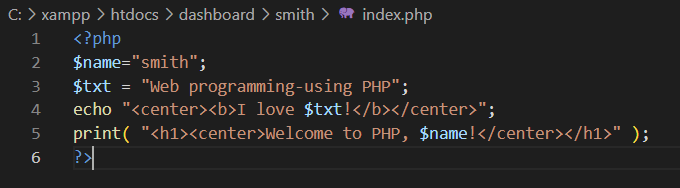 C: > xampp > htdocs > dashboard > smith > index.php
1 <?php
2 $name="smith";
3 $txt = "Web programming-using PHP";
4 echo "<center><b>I love $txt!</b></center>";
5 print( "<h1><center>Welcome to PHP, $name!</center></h1>" );
6 ?>